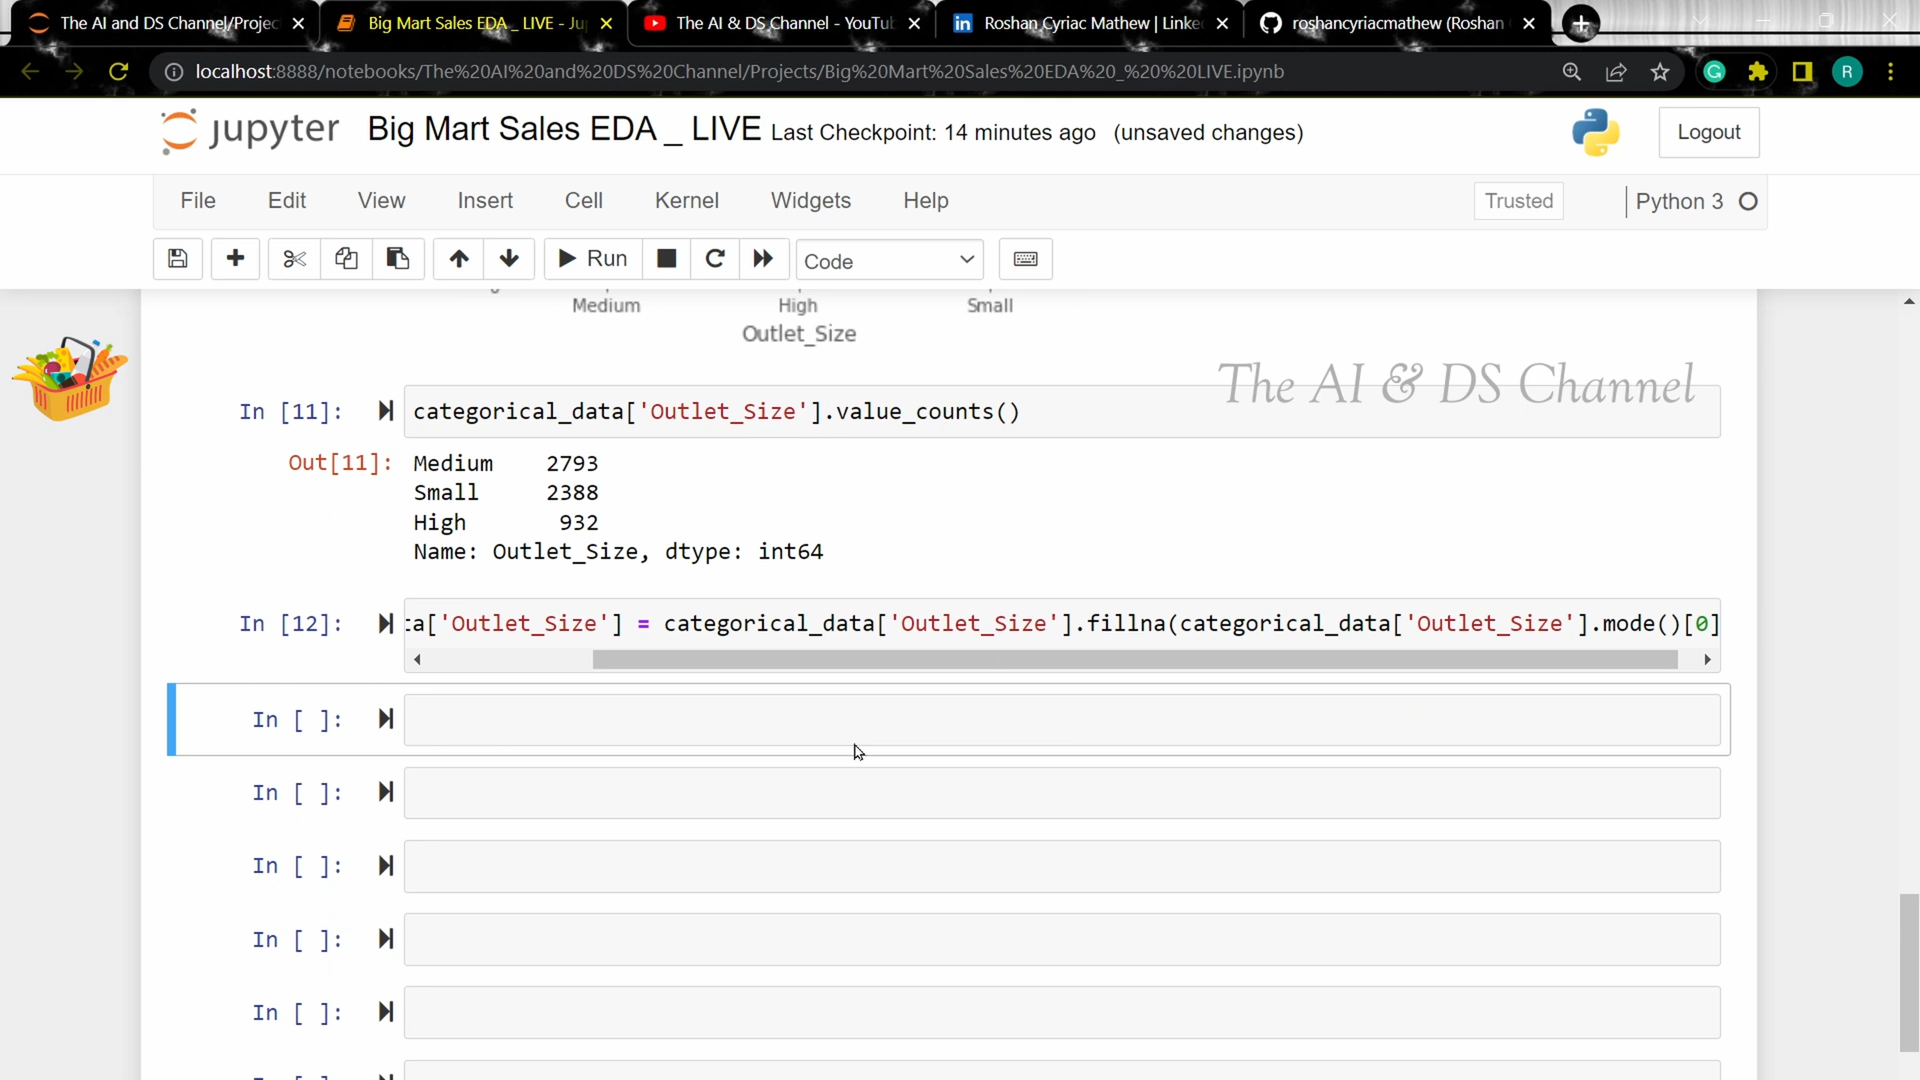 The AI and DS Channel/Projec
Big Mart Sales EDA _ LIVE - Ju
The AI & DS Channel - YouTu
Roshan Cyriac Mathew | Linke
roshancyriacmathew (Roshan
localhost:8888/notebooks/The%20AI%20and%20DS%20Channel/Projects/Big%20Mart%20Sales%20EDA%20_%20%20LIVE.ipynb
R
jupyter Big Mart Sales EDA _ LIVE Last Checkpoint: 14 minutes ago (unsaved changes)
Logout
File Edit View Insert Cell Kernel Widgets Help
Trusted
Python 3
Run
Code
Medium High Small
Outlet_Size
The AI & DS Channel
In [11]: categorical_data['Outlet_Size'].value_counts()
Out[11]: Medium 2793
Small 2388
High 932
Name: Outlet_Size, dtype: int64
In [12]: ta['Outlet_Size'] = categorical_data['Outlet_Size'].fillna(categorical_data['Outlet_Size'].mode()[0]
In [ ]:
In [ ]:
In [ ]:
In [ ]:
In [ ]: